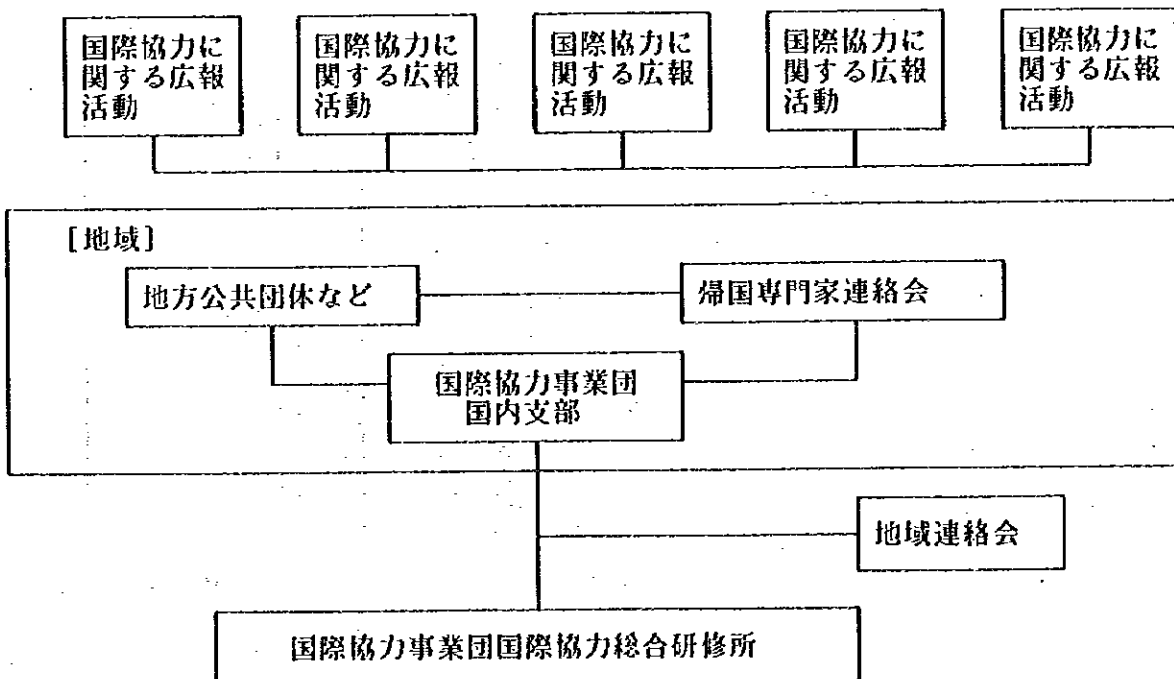 国際協力に
関する広報
活動
国際協力に
関する広報
活動
国際協力に
関する広報
活動
国際協力に
関する広報
活動
国際協力に
関する広報
活動
[地域]
地方公共団体など
帰国専門家連絡会
国際協力事業団
国内支部
地域連絡会
国際協力事業団国際協力総合研修所